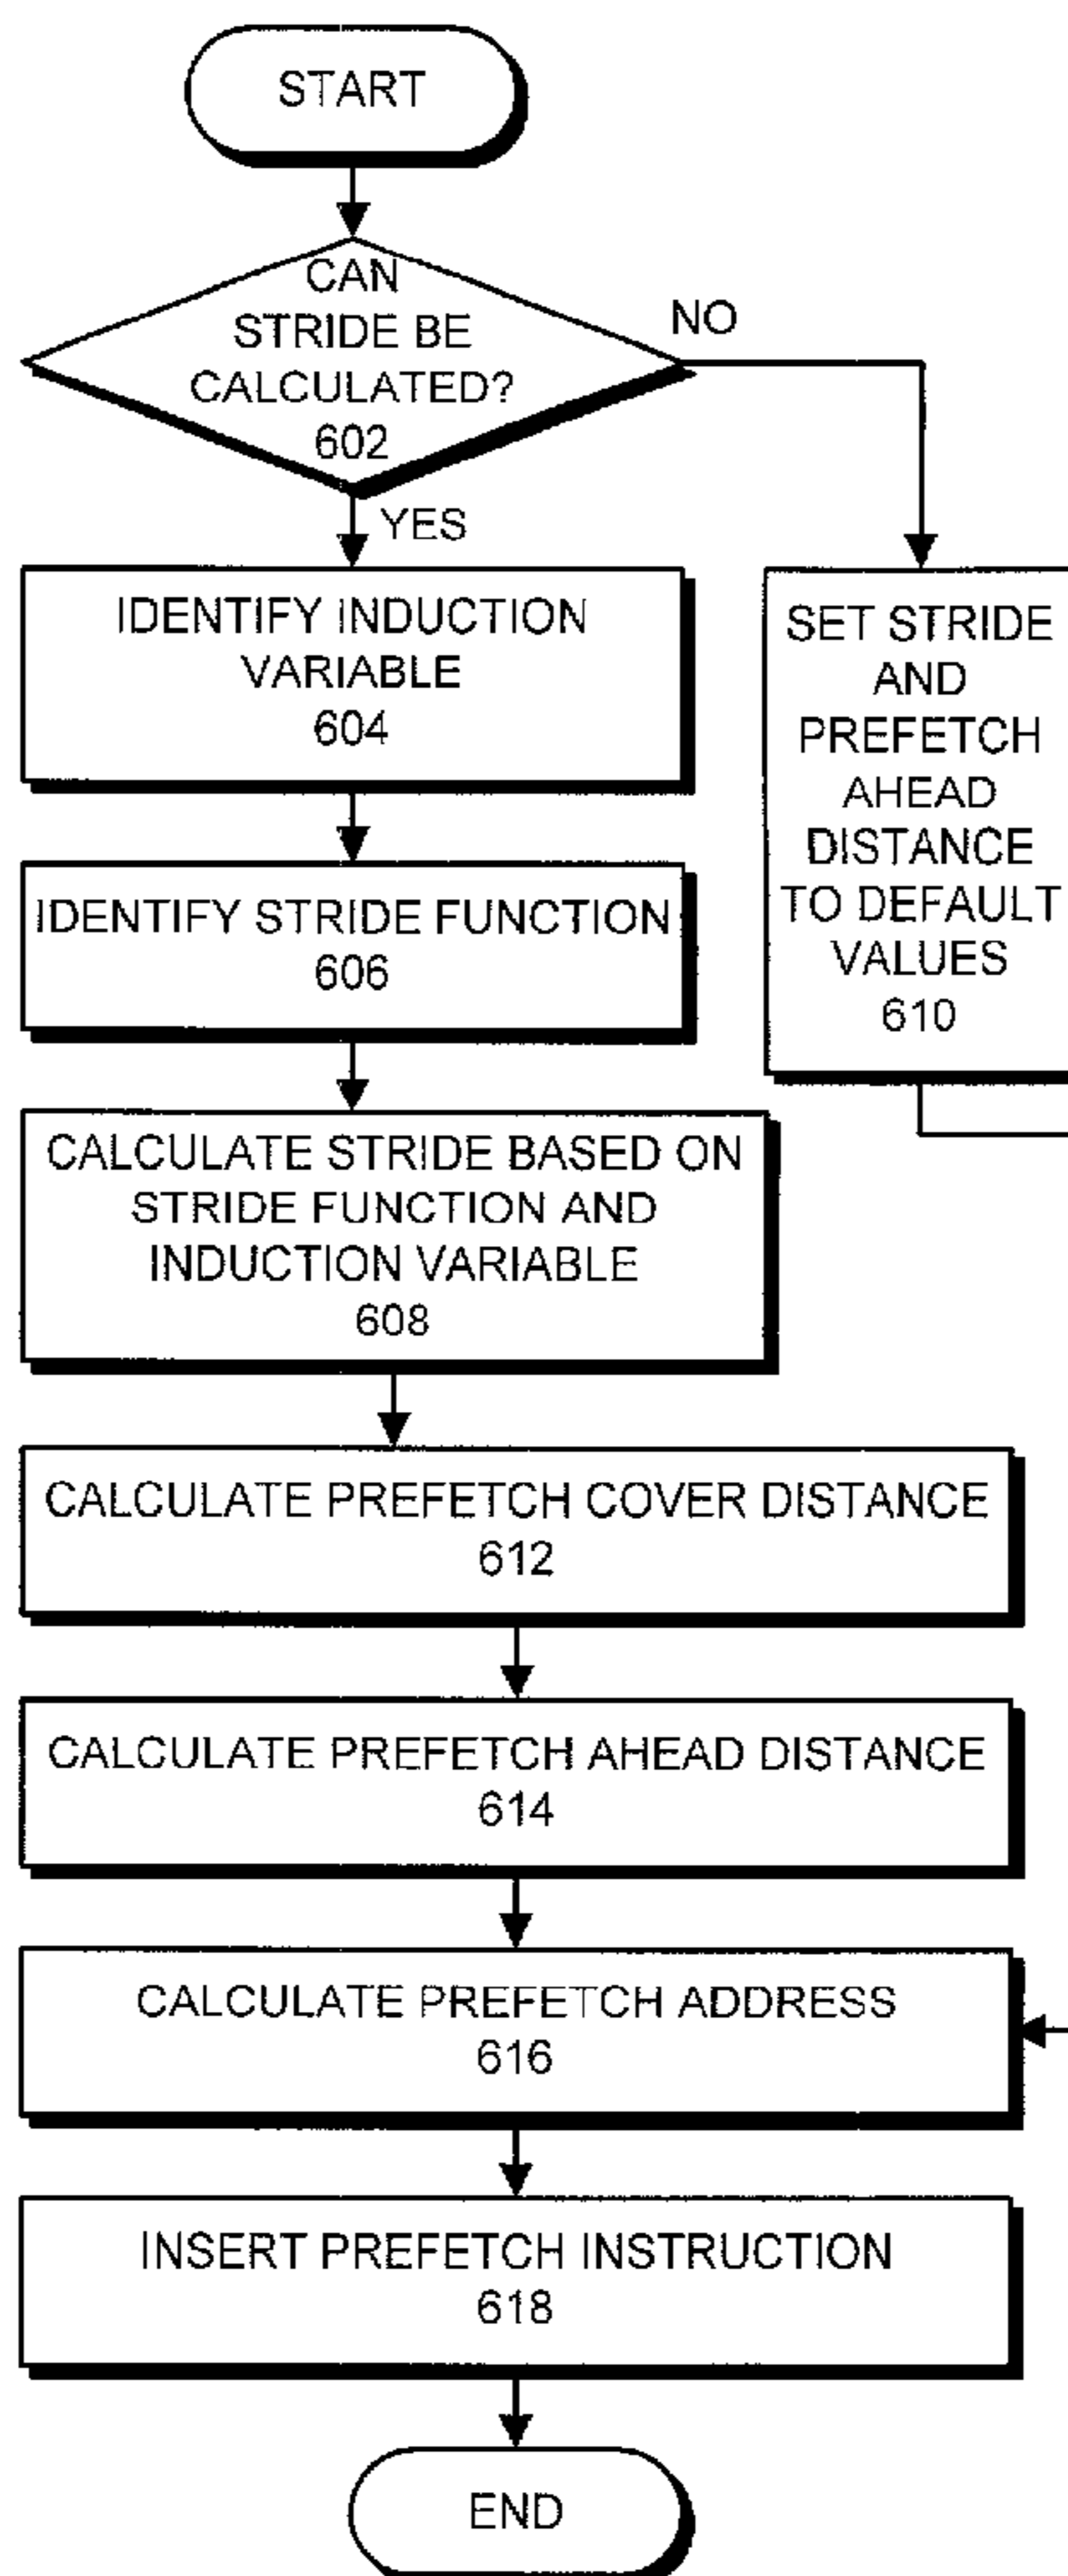 START
CAN
STRIDE BE
CALCULATED?
602
NO
YES
IDENTIFY INDUCTION
VARIABLE
604
SET STRIDE
AND
PREFETCH
AHEAD
DISTANCE
TO DEFAULT
VALUES
610
IDENTIFY STRIDE FUNCTION
606
CALCULATE STRIDE BASED ON
STRIDE FUNCTION AND
INDUCTION VARIABLE
608
CALCULATE PREFETCH COVER DISTANCE
612
CALCULATE PREFETCH AHEAD DISTANCE
614
CALCULATE PREFETCH ADDRESS
616
INSERT PREFETCH INSTRUCTION
618
END